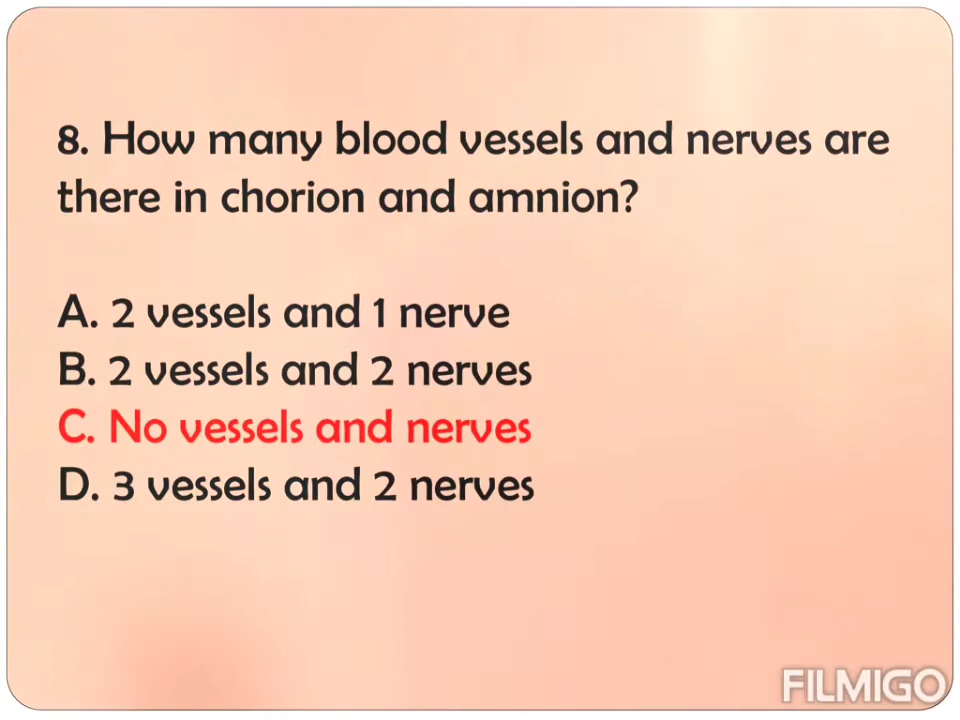 8. How many blood vessels and nerves are
there in chorion and amnion?
A. 2 vessels and 1 nerve
B. 2 vessels and 2 nerves
C. No vessels and nerves
D. 3 vessels and 2 nerves
FILMIGO